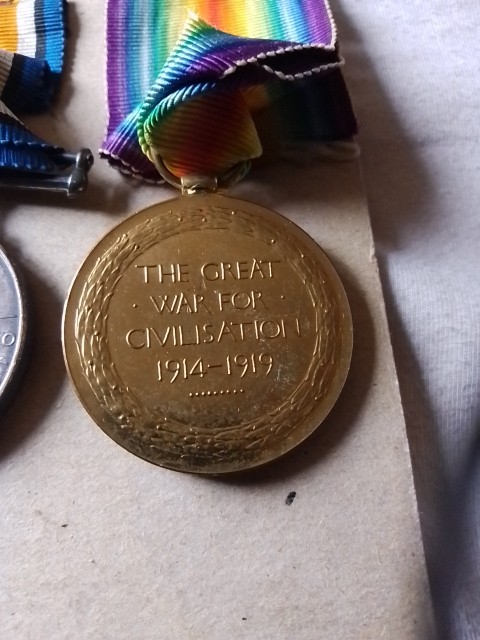 THE GREAT
· WAR FOR ·
CIVILISATION
1914-1919